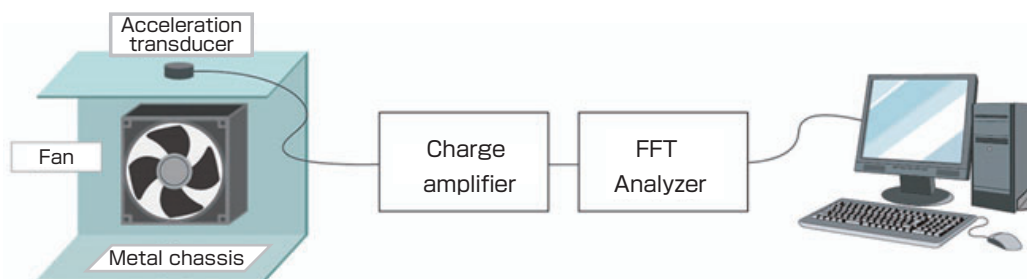 Acceleration
transducer
Fan
Metal chassis
Charge
amplifier
FFT
Analyzer